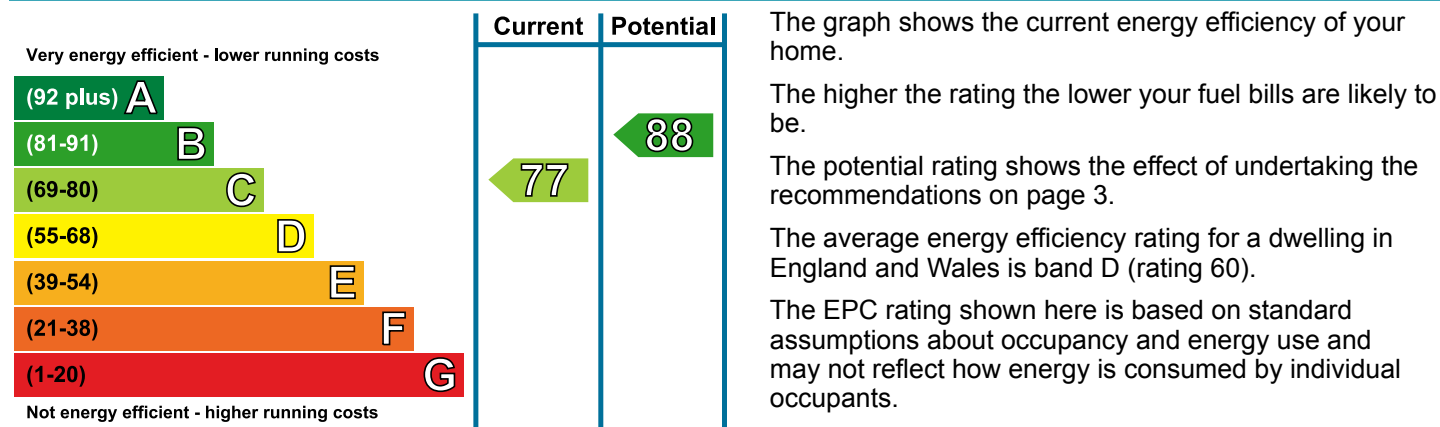 Current Potential
Very energy efficient - lower running costs
(92 plus) A
(81-91) B
(69-80) C
(55-68) D
(39-54) E
(21-38) F
(1-20) G
Not energy efficient - higher running costs
77
88
The graph shows the current energy efficiency of your
home.
The higher the rating the lower your fuel bills are likely to
be.
The potential rating shows the effect of undertaking the
recommendations on page 3.
The average energy efficiency rating for a dwelling in
England and Wales is band D (rating 60).
The EPC rating shown here is based on standard
assumptions about occupancy and energy use and
may not reflect how energy is consumed by individual
occupants.